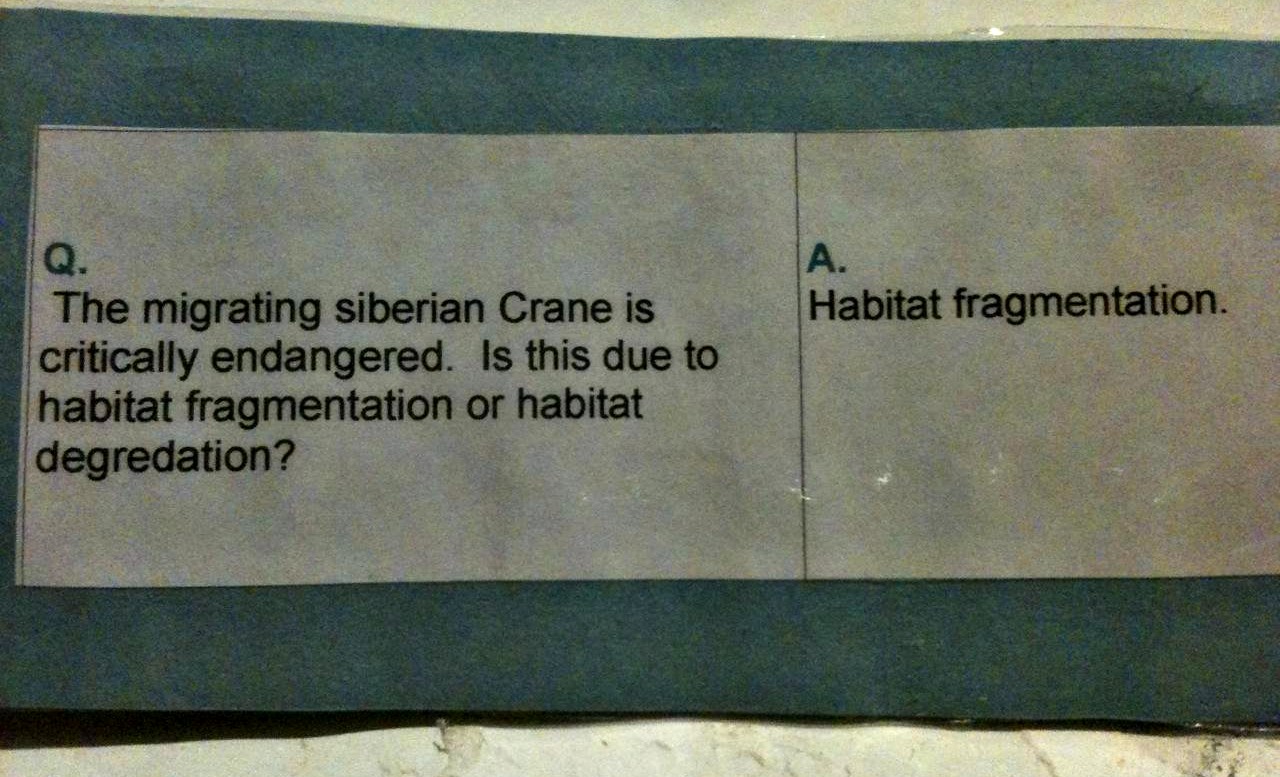 Q.
The migrating siberian Crane is
critically endangered. Is this due to
habitat fragmentation or habitat
degredation?
A.
Habitat fragmentation.